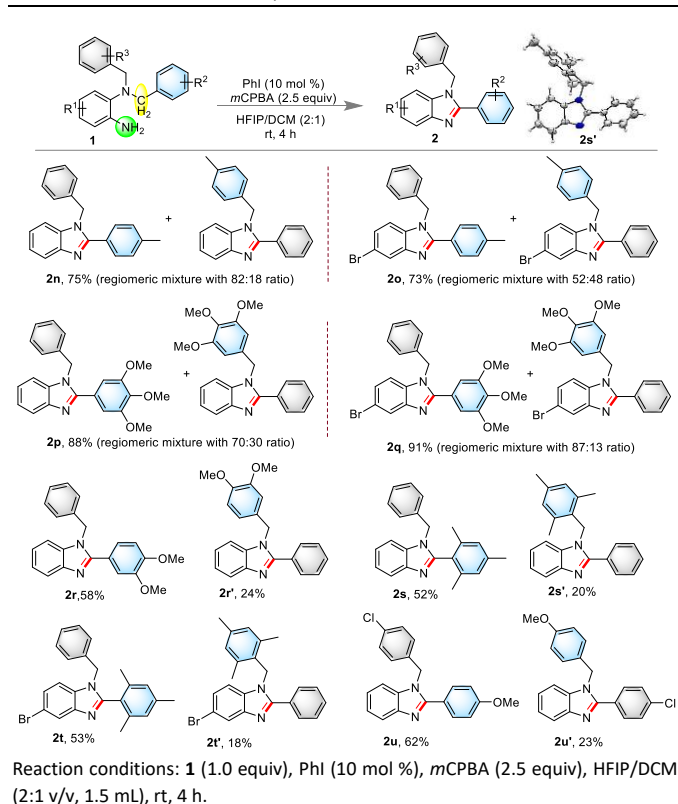 R³
N
R²
R¹
C
H₂
NH₂
1
PhI (10 mol %)
mCPBA (2.5 equiv)
HFIP/DCM (2:1)
rt, 4 h
R³
R²
R¹
N
N
2
2s'
N
N
+
N
N
2n, 75% (regiomeric mixture with 82:18 ratio)
Br
N
N
+
Br
N
N
2o, 73% (regiomeric mixture with 52:48 ratio)
N
N
OMe
OMe
OMe
+
OMe
MeO
MeO
N
N
2p, 88% (regiomeric mixture with 70:30 ratio)
Br
N
N
OMe
OMe
OMe
+
OMe
MeO
MeO
Br
N
N
2q, 91% (regiomeric mixture with 87:13 ratio)
N
N
OMe
OMe
2r,58%
OMe
MeO
N
N
2r', 24%
N
N
2s, 52%
N
N
2s', 20%
Br
N
N
2t, 53%
Br
N
N
2t', 18%
Cl
N
N
OMe
2u, 62%
MeO
N
N
Cl
2u', 23%
Reaction conditions: 1 (1.0 equiv), PhI (10 mol %), mCPBA (2.5 equiv), HFIP/DCM
(2:1 v/v, 1.5 mL), rt, 4 h.